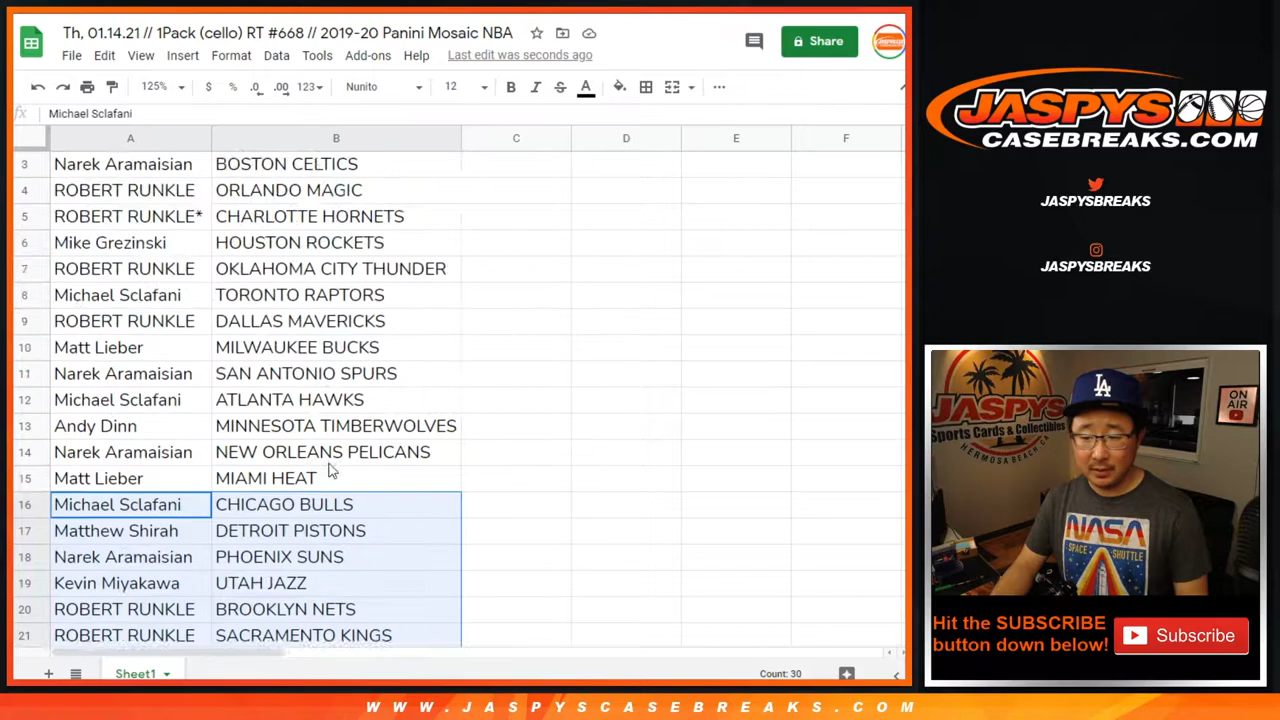 Th, 01.14.21 // 1Pack (cello) RT #668 // 2019-20 Panini Mosaic NBA
File Edit View Insert Format Data Tools Add-ons Help Last edit was seconds ago
Share
125% $ % .0 .00 123 Nunito 12 B I S A
fx Michael Sclafani
A B C D E F
3 Narek Aramaisian BOSTON CELTICS
4 ROBERT RUNKLE ORLANDO MAGIC
5 ROBERT RUNKLE* CHARLOTTE HORNETS
6 Mike Grezinski HOUSTON ROCKETS
7 ROBERT RUNKLE OKLAHOMA CITY THUNDER
8 Michael Sclafani TORONTO RAPTORS
9 ROBERT RUNKLE DALLAS MAVERICKS
10 Matt Lieber MILWAUKEE BUCKS
11 Narek Aramaisian SAN ANTONIO SPURS
12 Michael Sclafani ATLANTA HAWKS
13 Andy Dinn MINNESOTA TIMBERWOLVES
14 Narek Aramaisian NEW ORLEANS PELICANS
15 Matt Lieber MIAMI HEAT
16 Michael Sclafani CHICAGO BULLS
17 Matthew Shirah DETROIT PISTONS
18 Narek Aramaisian PHOENIX SUNS
19 Kevin Miyakawa UTAH JAZZ
20 ROBERT RUNKLE BROOKLYN NETS
21 ROBERT RUNKLE SACRAMENTO KINGS
Sheet1 Count: 30
JASPYS
CASEBREAKS.COM
JASPYSBREAKS
JASPYSBREAKS
JASPYS
Sports Cards & Collectibles
HERMOSA BEACH
ON AIR
LA
NASA
SPACE SHUTTLE
Hit the SUBSCRIBE
button down below!
Subscribe
WWW.JASPYSCASEBREAKS.COM